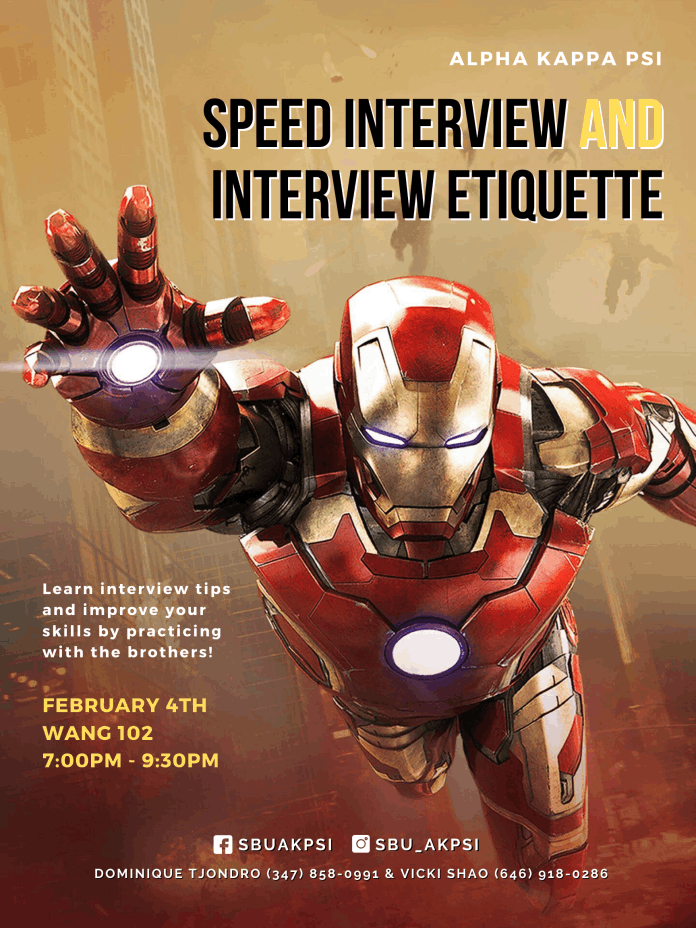 ALPHA KAPPA PSI
SPEED INTERVIEW AND
INTERVIEW ETIQUETTE
Learn interview tips
and improve your
skills by practicing
with the brothers!
FEBRUARY 4TH
WANG 102
7:00PM - 9:30PM
SBUAKPSI SBU_AKPSI
DOMINIQUE TJONDRO (347) 858-0991 & VICKI SHAO (646) 918-0286